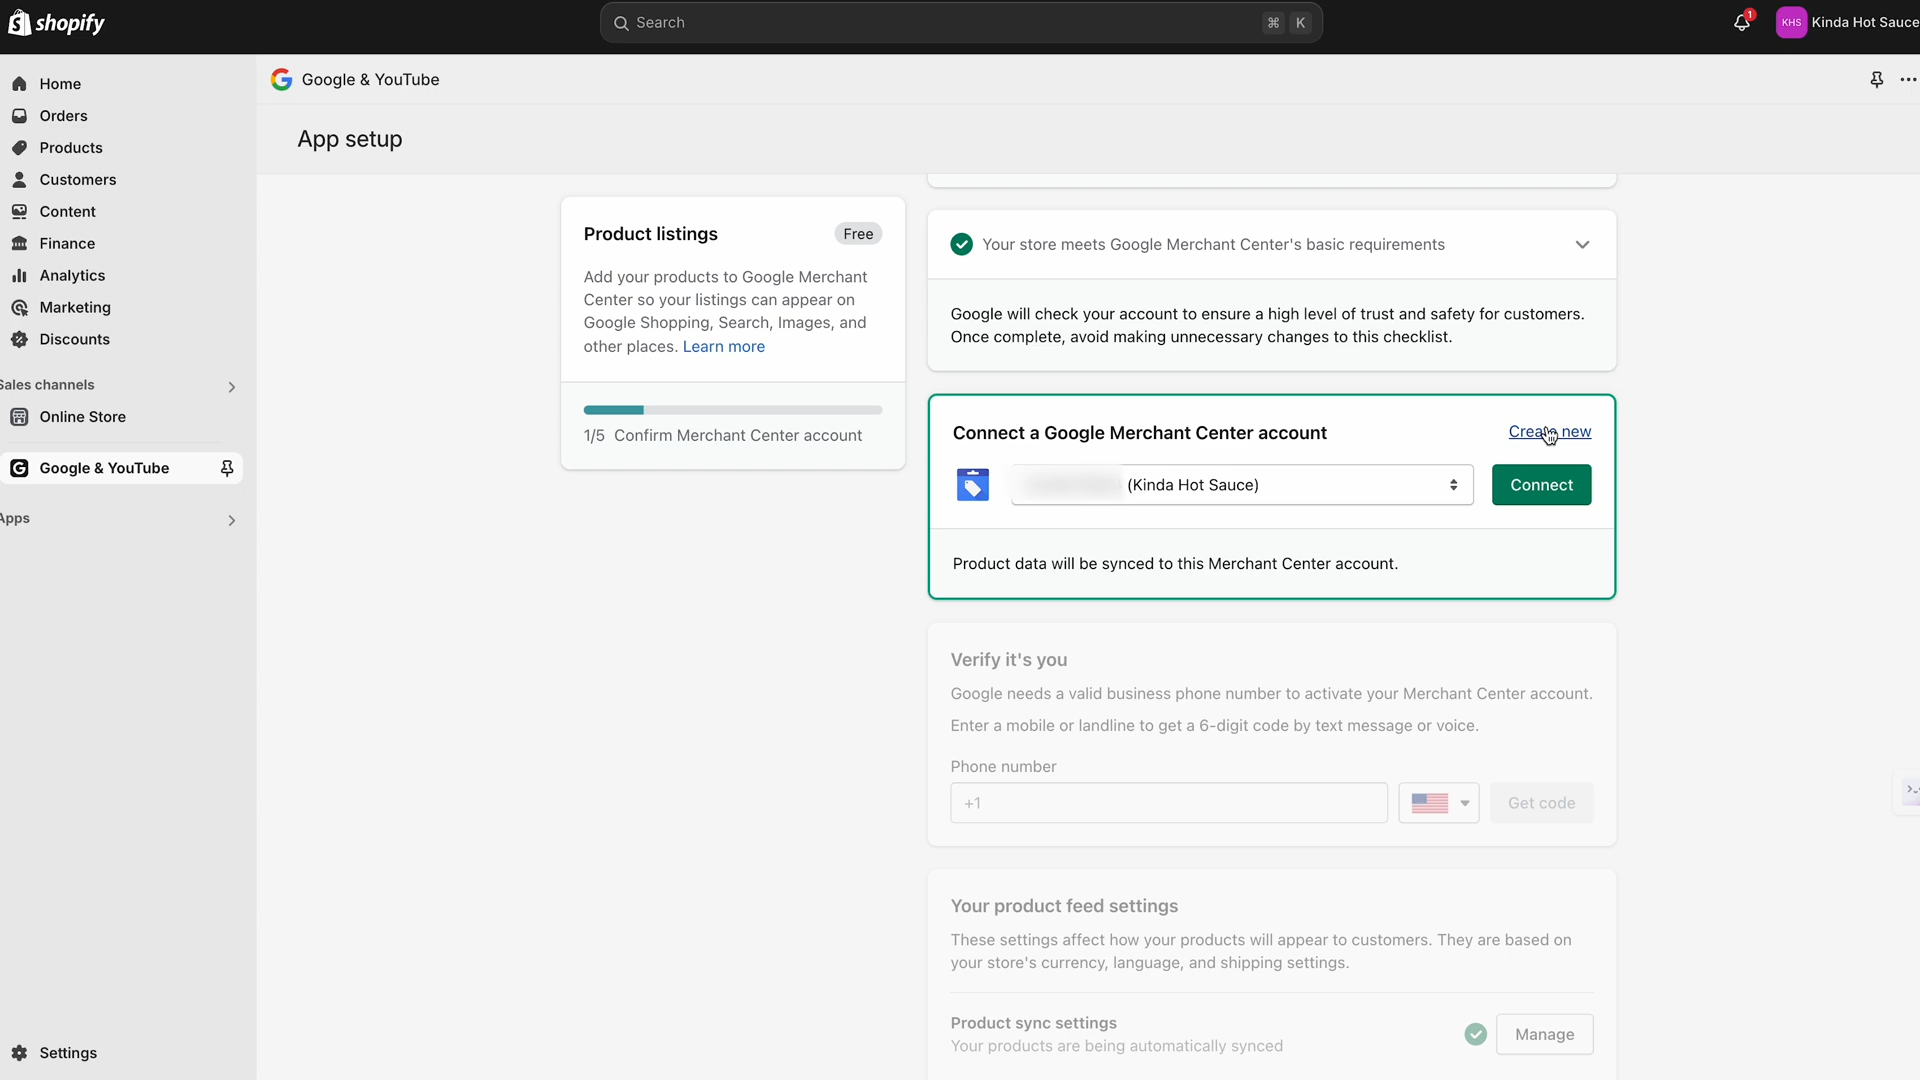 shopify
Search
⌘ K
1
KHS
Kinda Hot Sauce
Home
Orders
Products
Customers
Content
Finance
Analytics
Marketing
Discounts
Sales channels
Online Store
Google & YouTube
Apps
Settings
Google & YouTube
App setup
Product listings
Free
Add your products to Google Merchant
Center so your listings can appear on
Google Shopping, Search, Images, and
other places. Learn more
1/5 Confirm Merchant Center account
Your store meets Google Merchant Center's basic requirements
Google will check your account to ensure a high level of trust and safety for customers.
Once complete, avoid making unnecessary changes to this checklist.
Connect a Google Merchant Center account
Create new
(Kinda Hot Sauce)
Connect
Product data will be synced to this Merchant Center account.
Verify it's you
Google needs a valid business phone number to activate your Merchant Center account.
Enter a mobile or landline to get a 6-digit code by text message or voice.
Phone number
+1
Get code
Your product feed settings
These settings affect how your products will appear to customers. They are based on
your store's currency, language, and shipping settings.
Product sync settings
Your products are being automatically synced
Manage